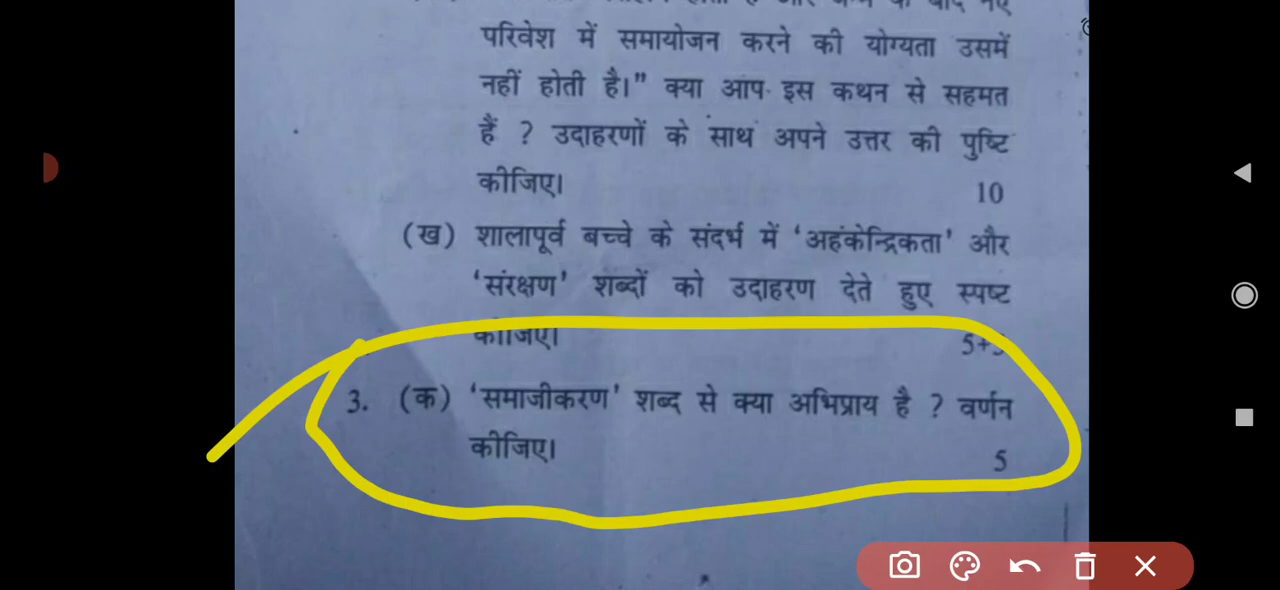 परिवेश में समायोजन करने की योग्यता उसमें
नहीं होती है।” क्या आप इस कथन से सहमत
हैं ? उदाहरणों के साथ अपने उत्तर की पुष्टि
कीजिए। 10
(ख) शालापूर्व बच्चे के संदर्भ में ‘अहंकेन्द्रिकता’ और
‘संरक्षण’ शब्दों को उदाहरण देते हुए स्पष्ट
कीजिए।
3. (क) ‘समाजीकरण’ शब्द से क्या अभिप्राय है ? वर्णन
कीजिए। 5